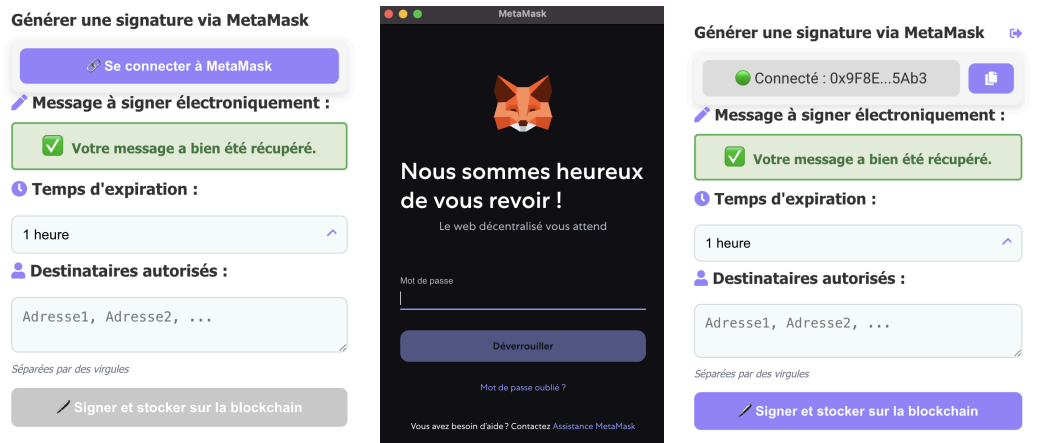 Générer une signature via MetaMask
🔗 Se connecter à MetaMask
Message à signer électroniquement :
✅ Votre message a bien été récupéré.
Temps d'expiration :
1 heure
Destinataires autorisés :
Adresse1, Adresse2, ...
Séparées par des virgules
Signer et stocker sur la blockchain
MetaMask
Nous sommes heureux
de vous revoir !
Le web décentralisé vous attend
Mot de passe
Déverrouiller
Mot de passe oublié ?
Vous avez besoin d'aide ? Contactez Assistance MetaMask
Générer une signature via MetaMask
Connecté : 0x9F8E...5Ab3
Message à signer électroniquement :
✅ Votre message a bien été récupéré.
Temps d'expiration :
1 heure
Destinataires autorisés :
Adresse1, Adresse2, ...
Séparées par des virgules
Signer et stocker sur la blockchain